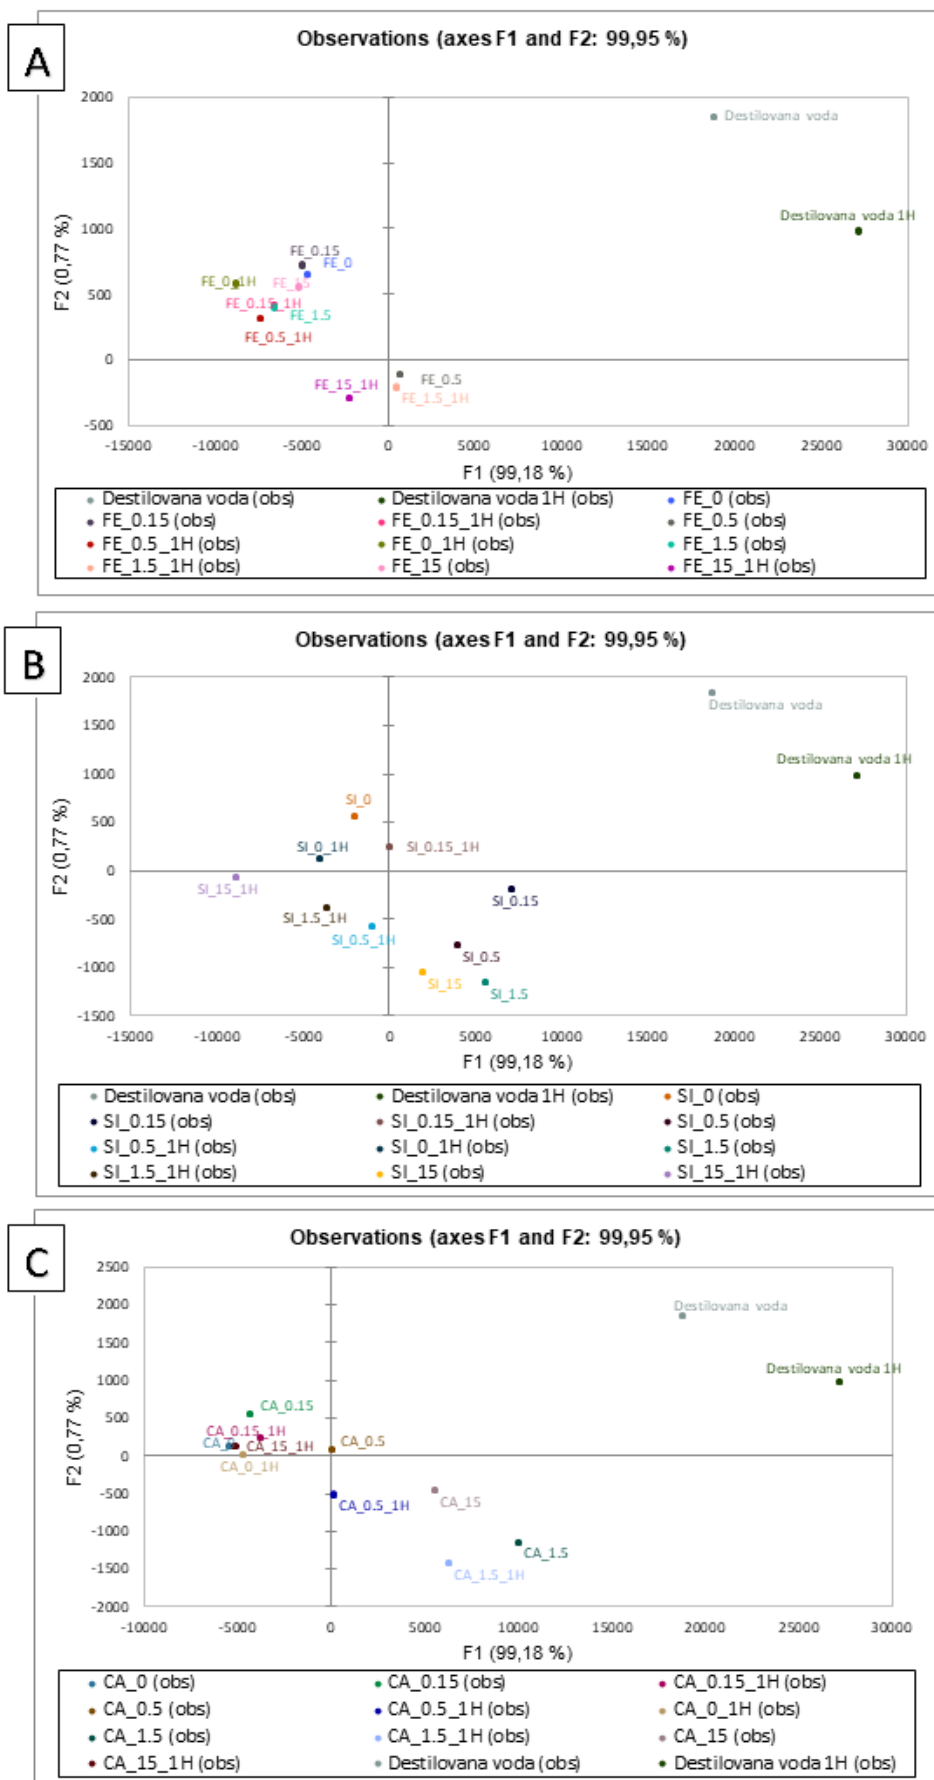 A
Observations (axes F1 and F2: 99,95 %)
2000
Destilovana voda
1500
Destilovana voda 1H
1000
FE_0.15
FE_0
FE_0_1H
FE_15
500
FE_0.15_1H
FE_1.5
FE_0.5_1H
0
FE_15_1H
FE_0.5
FE_1.5_1H
-500
F2 (0,77 %)
-15000 -10000 -5000 0 5000 10000 15000 20000 25000 30000
F1 (99,18 %)
Destilovana voda (obs) Destilovana voda 1H (obs) FE_0 (obs)
FE_0.15 (obs) FE_0.15_1H (obs) FE_0.5 (obs)
FE_0.5_1H (obs) FE_0_1H (obs) FE_1.5 (obs)
FE_1.5_1H (obs) FE_15 (obs) FE_15_1H (obs)
B
Observations (axes F1 and F2: 99,95 %)
2000
Destilovana voda
1500
Destilovana voda 1H
1000
SI_0
500
SI_0_1H SI_0.15_1H
0
SI_15_1H
SI_0.15
SI_1.5_1H
-500
SI_0.5_1H
SI_0.5
-1000
SI_15
SI_1.5
-1500
F2 (0,77 %)
-15000 -10000 -5000 0 5000 10000 15000 20000 25000 30000
F1 (99,18 %)
Destilovana voda (obs) Destilovana voda 1H (obs) SI_0 (obs)
SI_0.15 (obs) SI_0.15_1H (obs) SI_0.5 (obs)
SI_0.5_1H (obs) SI_0_1H (obs) SI_1.5 (obs)
SI_1.5_1H (obs) SI_15 (obs) SI_15_1H (obs)
C
Observations (axes F1 and F2: 99,95 %)
2500
2000
Destilovana voda
1500
Destilovana voda 1H
1000
CA_0.15
500
CA_0.15_1H
CA_0 CA_15_1H CA_0.5
0
CA_0_1H
-500
CA_0.5_1H CA_15
-1000
CA_1.5
-1500
CA_1.5_1H
-2000
F2 (0,77 %)
-10000 -5000 0 5000 10000 15000 20000 25000 30000
F1 (99,18 %)
CA_0 (obs) CA_0.15 (obs) CA_0.15_1H (obs)
CA_0.5 (obs) CA_0.5_1H (obs) CA_0_1H (obs)
CA_1.5 (obs) CA_1.5_1H (obs) CA_15 (obs)
CA_15_1H (obs) Destilovana voda (obs) Destilovana voda 1H (obs)